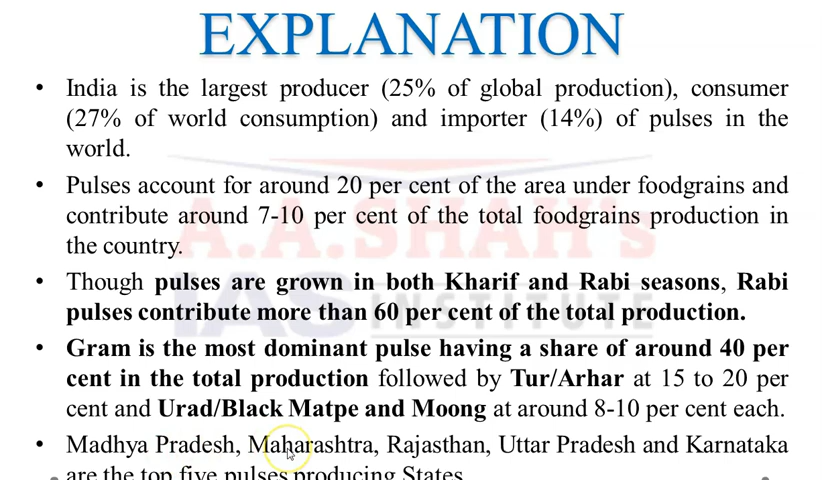 EXPLANATION
• India is the largest producer (25% of global production), consumer
(27% of world consumption) and importer (14%) of pulses in the
world.
• Pulses account for around 20 per cent of the area under foodgrains and
contribute around 7-10 per cent of the total foodgrains production in
the country.
• Though pulses are grown in both Kharif and Rabi seasons, Rabi
pulses contribute more than 60 per cent of the total production.
• Gram is the most dominant pulse having a share of around 40 per
cent in the total production followed by Tur/Arhar at 15 to 20 per
cent and Urad/Black Matpe and Moong at around 8-10 per cent each.
• Madhya Pradesh, Maharashtra, Rajasthan, Uttar Pradesh and Karnataka
are the top five pulses producing States.
A.A.SHAH's
IAS INSTITUTE